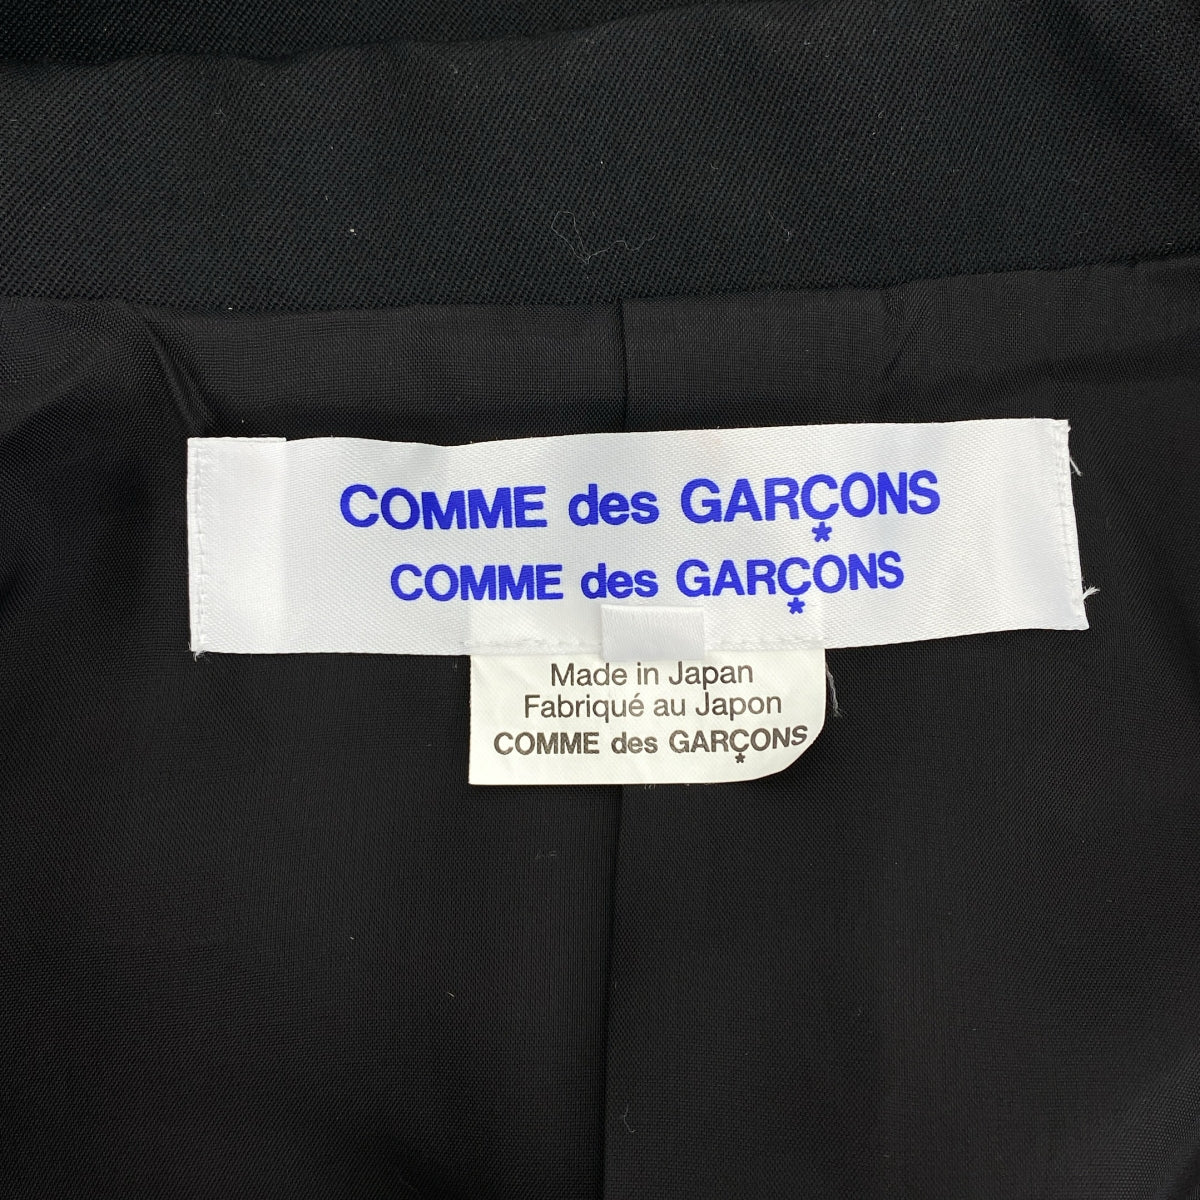 COMME des GARÇONS
*
COMME des GARÇONS
*
Made in Japan
Fabriqué au Japon
COMME des GARÇONS
*